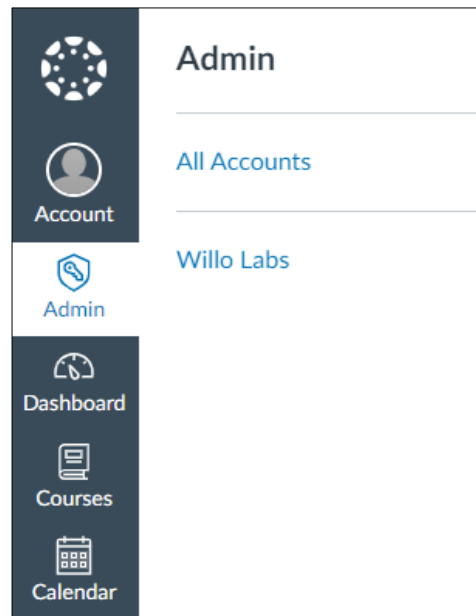 Admin
All Accounts
Willo Labs
Account
Admin
Dashboard
Courses
Calendar